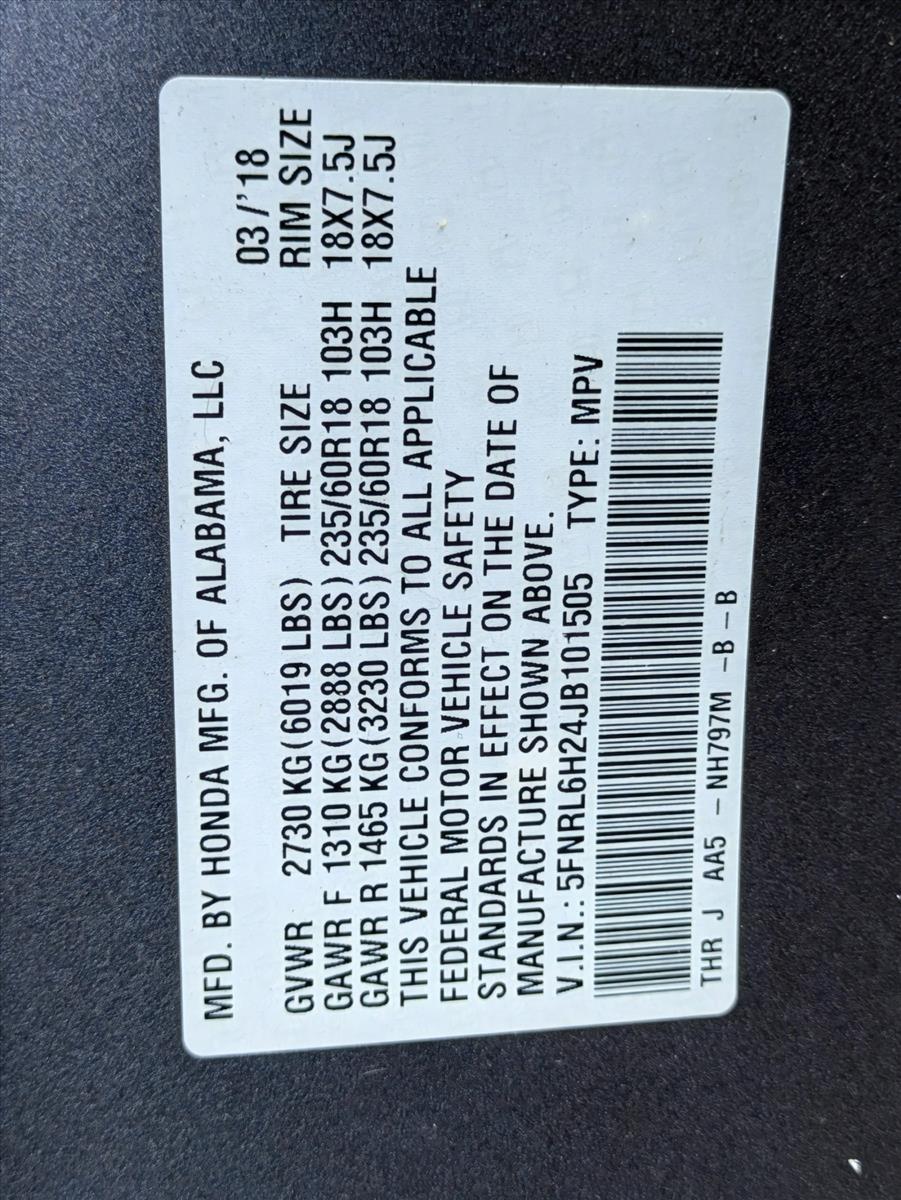 MFD. BY HONDA MFG. OF ALABAMA, LLC
03/'18
GVWR 2730 KG(6019 LBS) TIRE SIZE RIM SIZE
GAWR F 1310 KG(2888 LBS)235/60R18 103H 18X7.5J
GAWR R 1465 KG(3230 LBS)235/60R18 103H 18X7.5J
THIS VEHICLE CONFORMS TO ALL APPLICABLE
FEDERAL MOTOR VEHICLE SAFETY
STANDARDS IN EFFECT ON THE DATE OF
MANUFACTURE SHOWN ABOVE.
V.I.N.: 5FNRL6H24JB101505 TYPE: MPV
THR J AA5 - NH797M - B - B